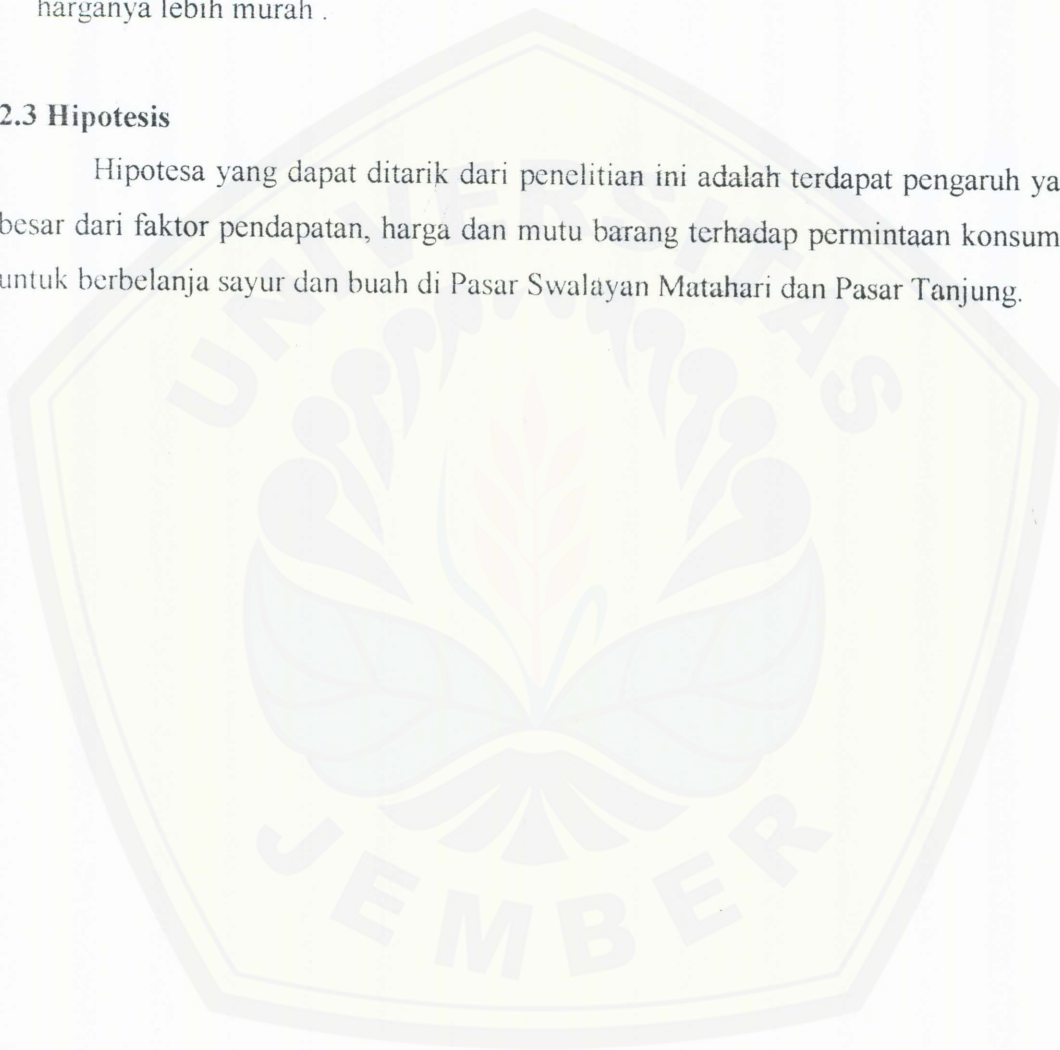 harganya lebih murah .
2.3 Hipotesis
Hipotesa yang dapat ditarik dari penelitian ini adalah terdapat pengaruh ya
besar dari faktor pendapatan, harga dan mutu barang terhadap permintaan konsum
untuk berbelanja sayur dan buah di Pasar Swalayan Matahari dan Pasar Tanjung.
UNIVERSITAS
JEMBER